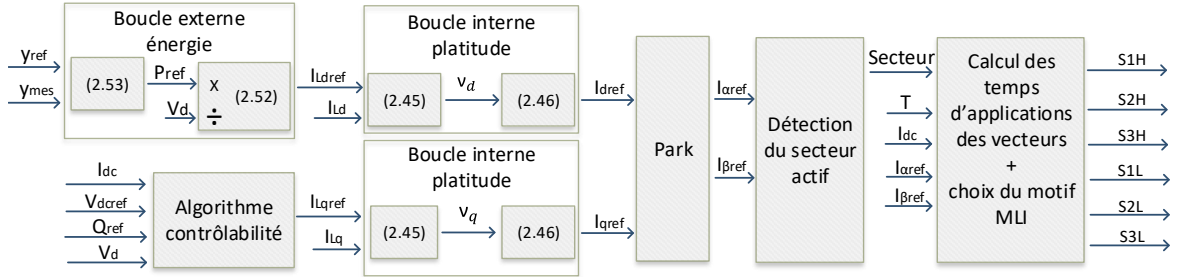 Boucle externe
énergie
yref
ymes
(2.53)
Pref
Vd
x
÷
(2.52)
ILdref
ILd
Boucle interne
platitude
(2.45)
νd
(2.46)
Idref
Idc
Vdcref
Qref
Vd
Algorithme
contrôlabilité
ILqref
ILq
Boucle interne
platitude
(2.45)
νq
(2.46)
Iqref
Park
Iαref
Iβref
Détection
du secteur
actif
Secteur
T
Idc
Iαref
Iβref
Calcul des
temps
d’applications
des vecteurs
+
choix du motif
MLI
S1H
S2H
S3H
S1L
S2L
S3L